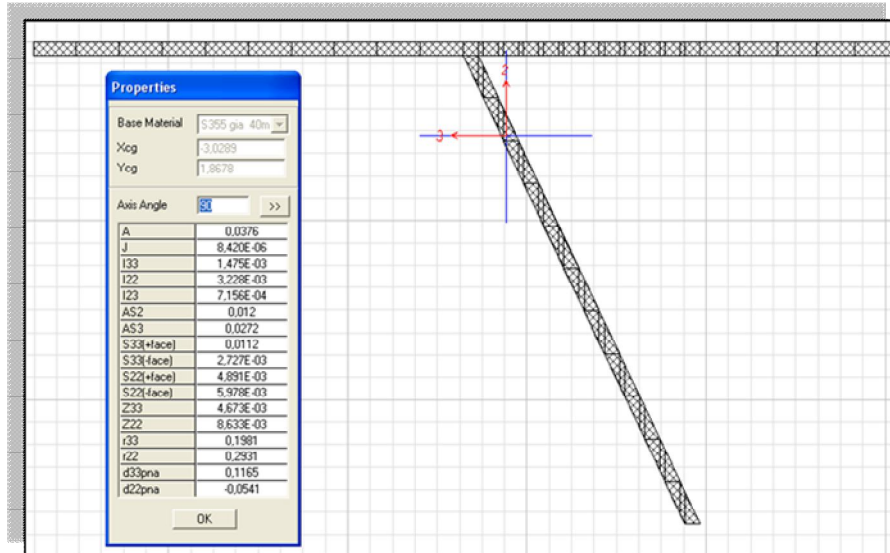 Properties
Base Material S355 gia 40m
Xcg -3,0289
Ycg 1,8678
Axis Angle 90 >>
A 0,0376
J 8,420E-06
I33 1,475E-03
I22 3,228E-03
I23 7,156E-04
AS2 0,012
AS3 0,0272
S33(+face) 0,0112
S33(-face) 2,727E-03
S22(+face) 4,891E-03
S22(-face) 5,978E-03
Z33 4,673E-03
Z22 8,633E-03
r33 0,1981
r22 0,2931
d33pna 0,1165
d22pna -0,0541
OK
2
3